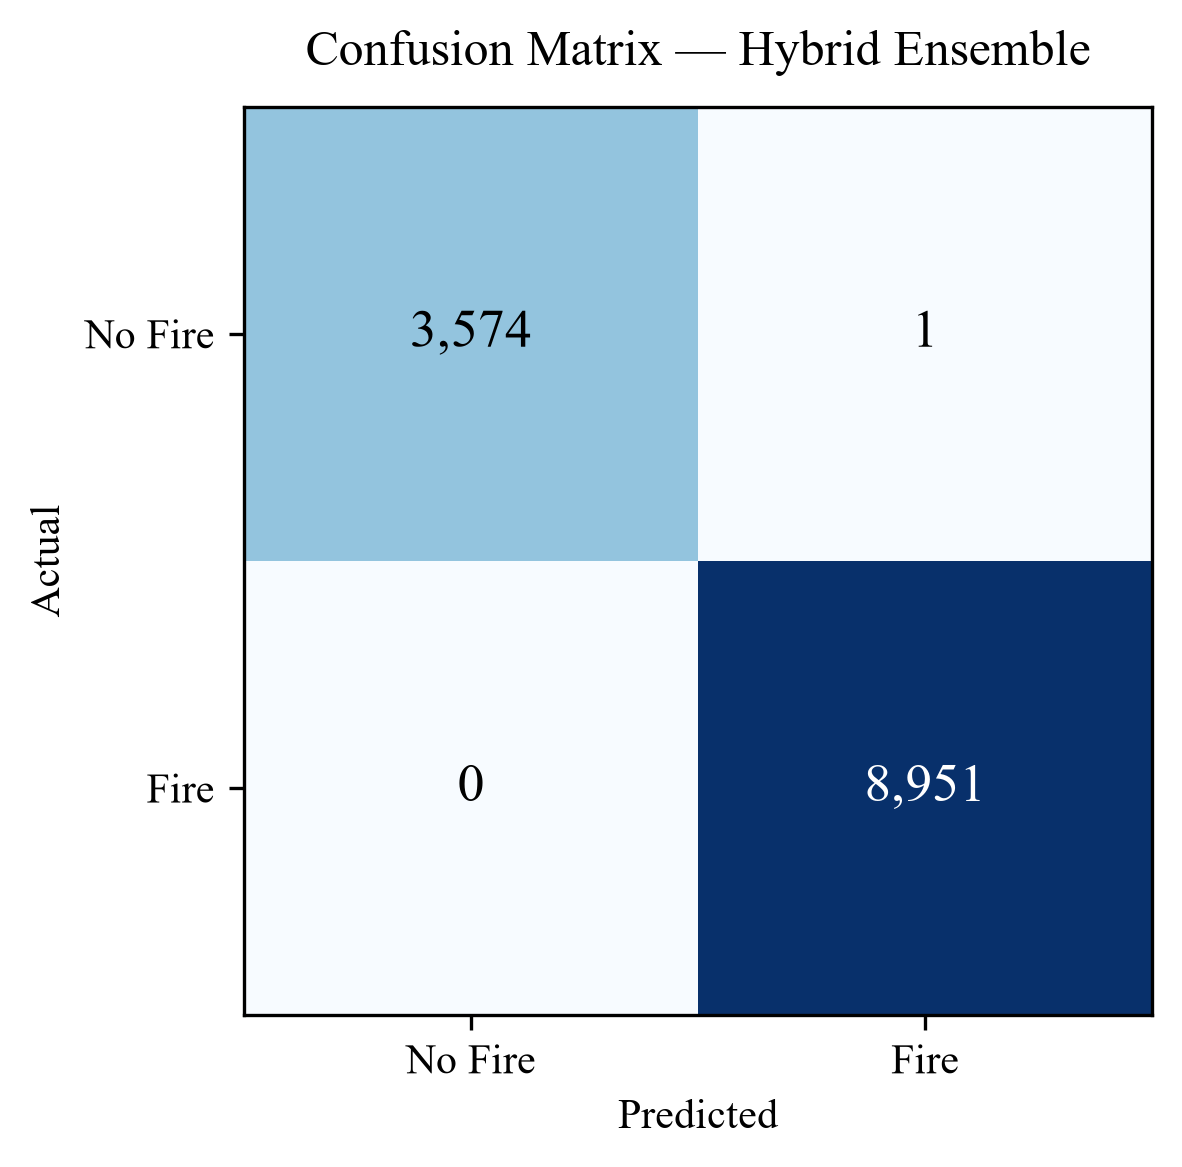 Confusion Matrix — Hybrid Ensemble
No Fire
3,574
1
Actual
Fire
0
8,951
No Fire
Fire
Predicted